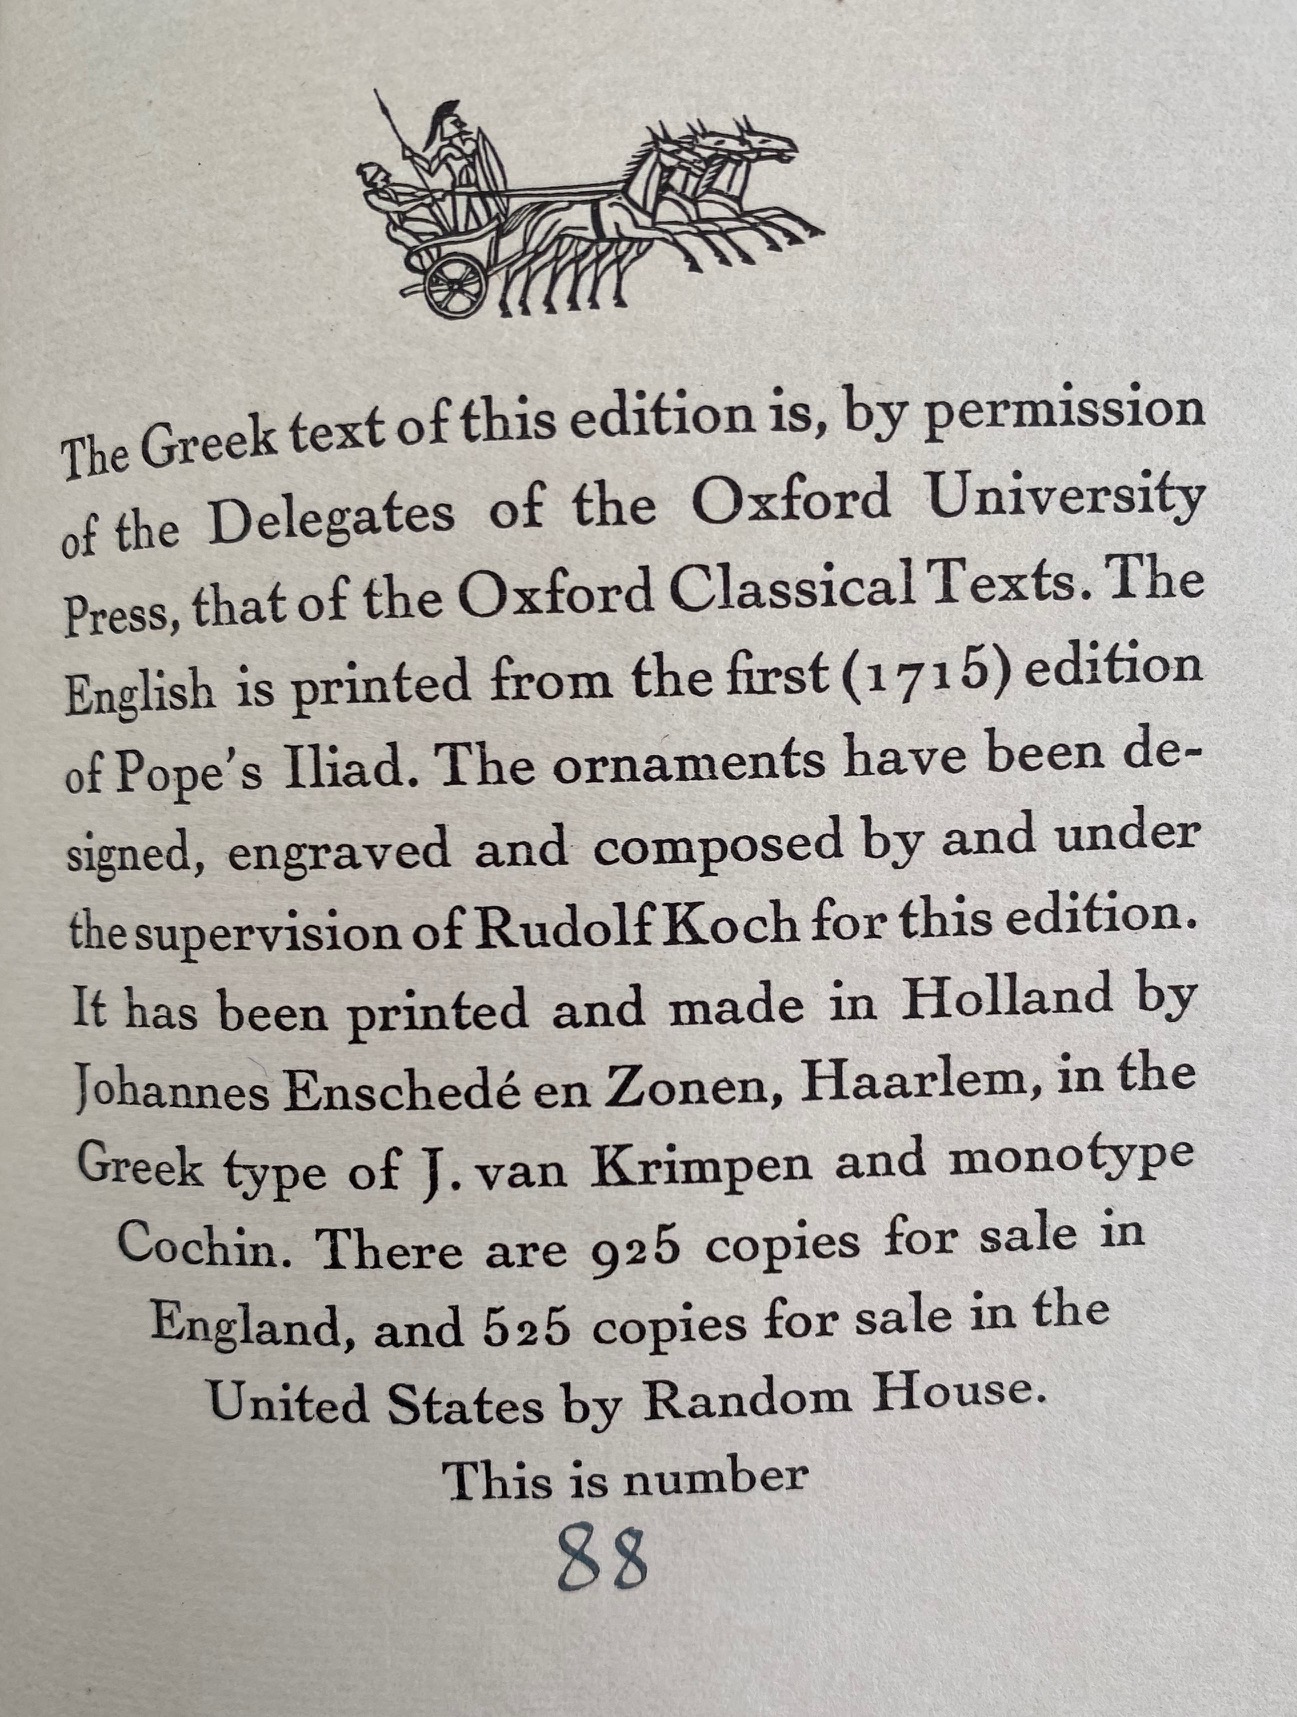 The Greek text of this edition is, by permission
of the Delegates of the Oxford University
Press, that of the Oxford Classical Texts. The
English is printed from the first (1715) edition
of Pope's Iliad. The ornaments have been de-
signed, engraved and composed by and under
the supervision of Rudolf Koch for this edition.
It has been printed and made in Holland by
Johannes Enschedé en Zonen, Haarlem, in the
Greek type of J. van Krimpen and monotype
Cochin. There are 925 copies for sale in
England, and 525 copies for sale in the
United States by Random House.
This is number
88